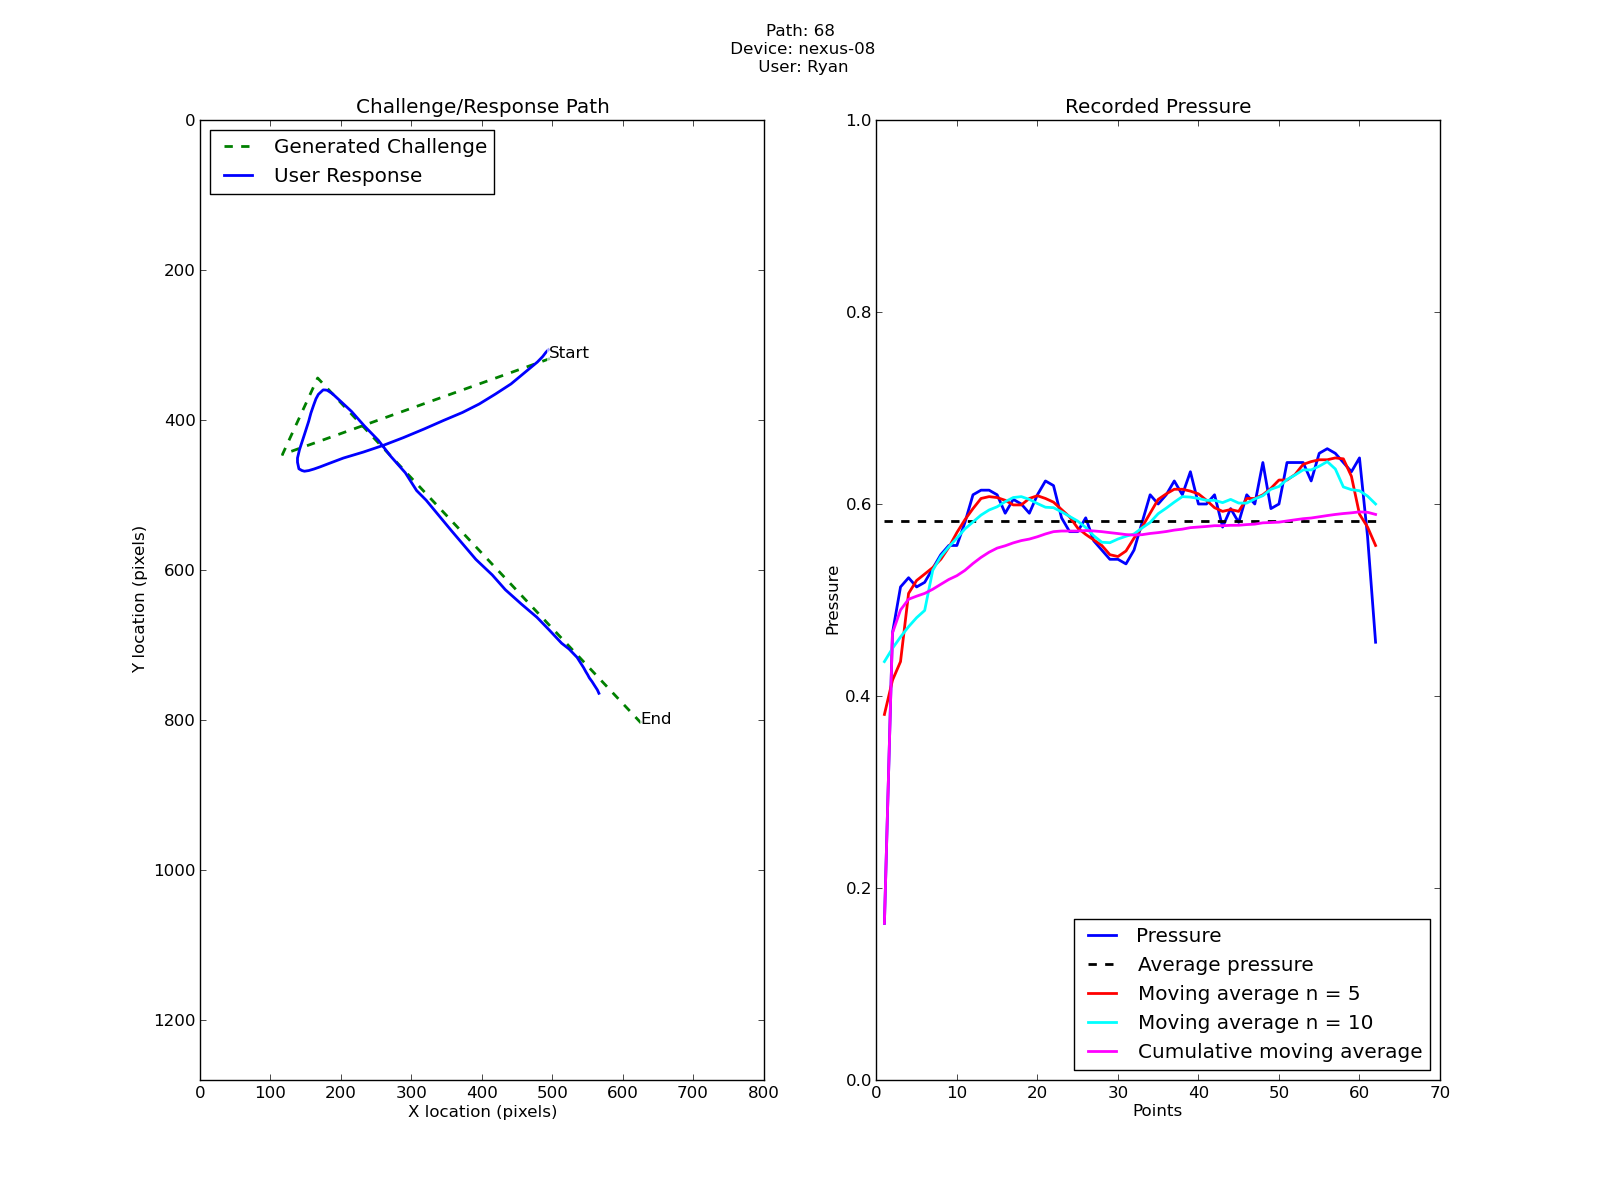 Path: 68
Device: nexus-08
User: Ryan
Challenge/Response Path
0
200
400
600
800
1000
1200
Y location (pixels)
Generated Challenge
User Response
Start
End
0 100 200 300 400 500 600 700 800
X location (pixels)
Recorded Pressure
1.0
0.8
0.6
0.4
0.2
0.0
Pressure
Pressure
Average pressure
Moving average n = 5
Moving average n = 10
Cumulative moving average
0 10 20 30 40 50 60 70
Points